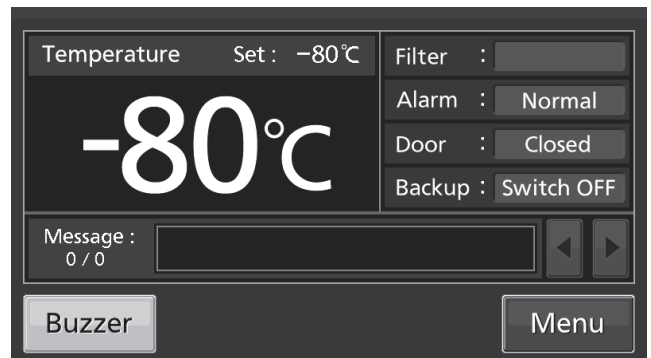 Temperature Set : −80℃
-80℃
Filter :
Alarm : Normal
Door : Closed
Backup : Switch OFF
Message :
0 / 0
Buzzer
Menu